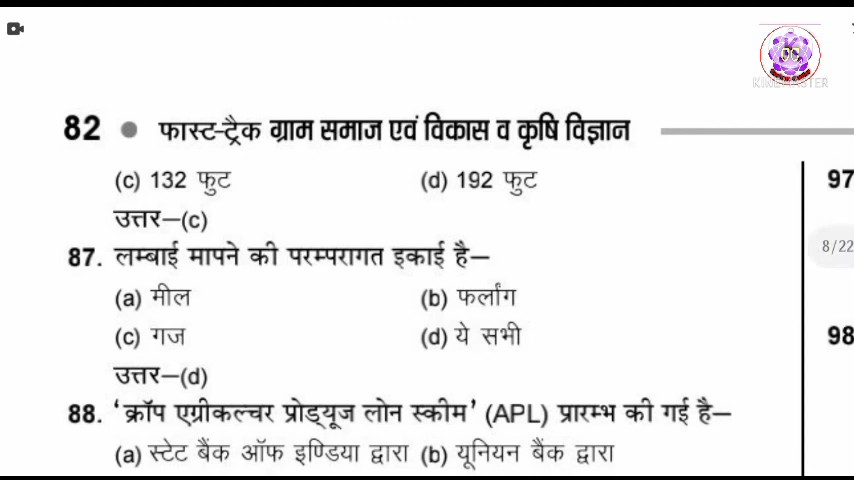 KINEMASTER
82 ● फास्ट-ट्रैक ग्राम समाज एवं विकास व कृषि विज्ञान
(c) 132 फुट (d) 192 फुट
उत्तर–(c)
87. लम्बाई मापने की परम्परागत इकाई है–
(a) मील (b) फर्लांग
(c) गज (d) ये सभी
उत्तर–(d)
88. ‘क्रॉप एग्रीकल्चर प्रोड्यूज लोन स्कीम’ (APL) प्रारम्भ की गई है–
(a) स्टेट बैंक ऑफ इण्डिया द्वारा (b) यूनियन बैंक द्वारा
97
8/22
98